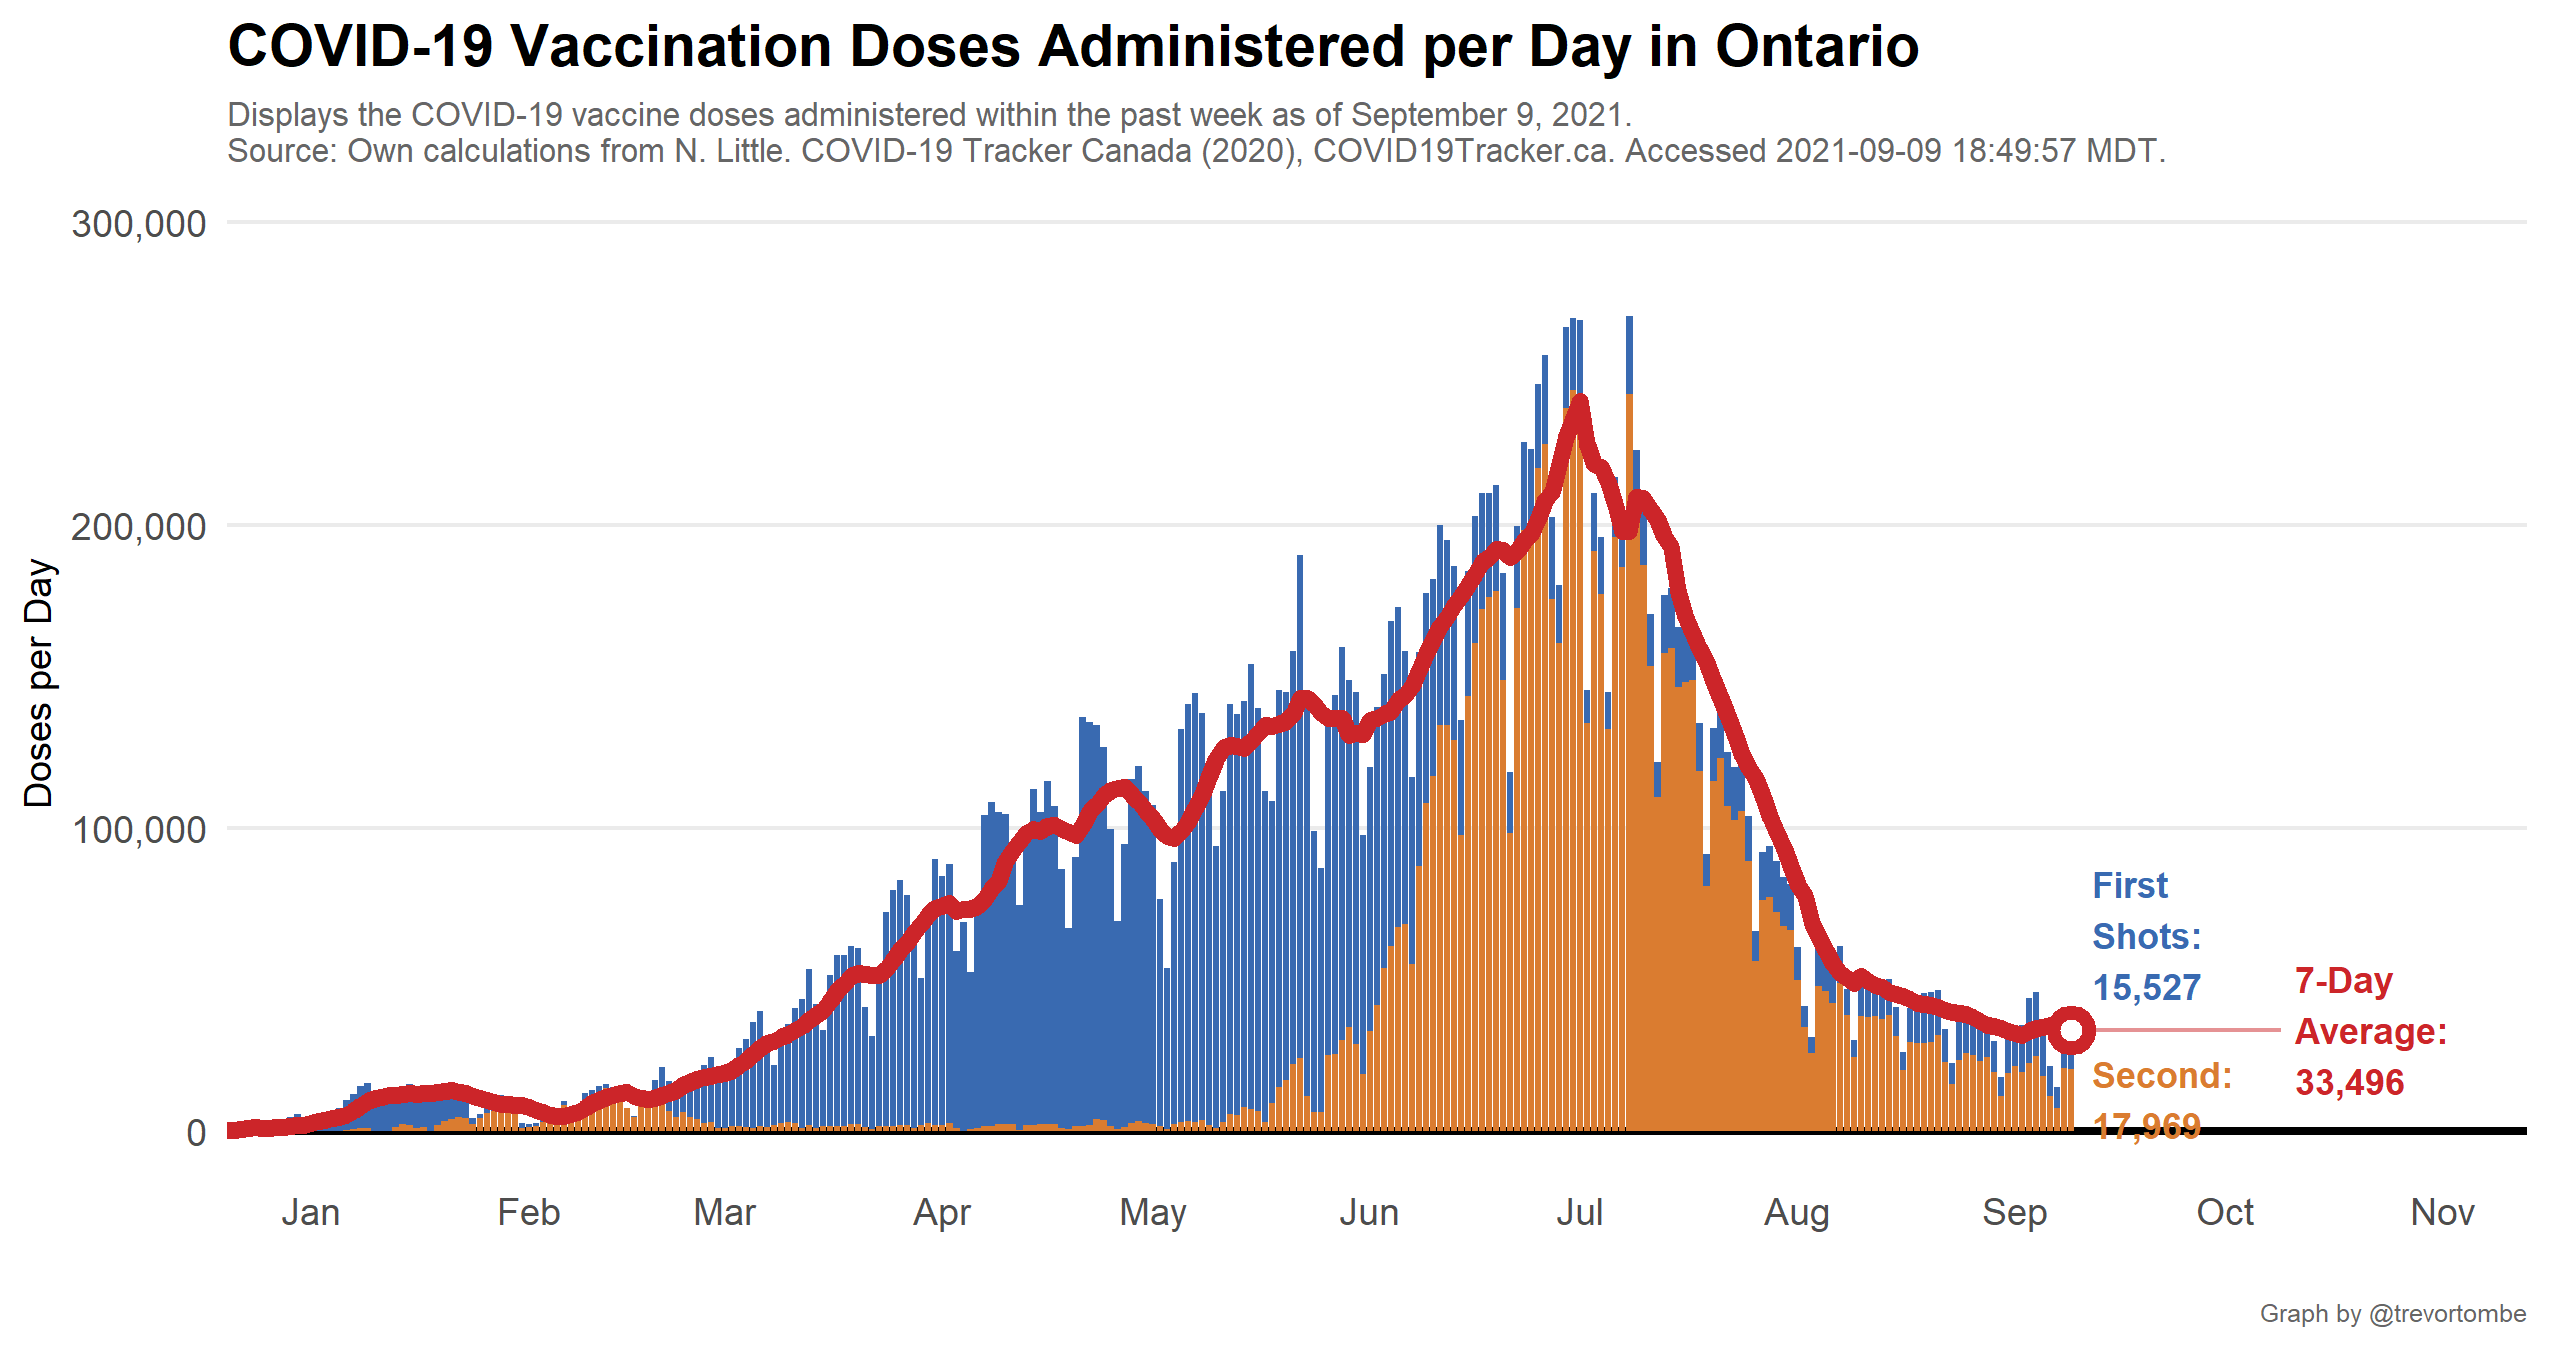 COVID-19 Vaccination Doses Administered per Day in Ontario
Displays the COVID-19 vaccine doses administered within the past week as of September 9, 2021.
Source: Own calculations from N. Little. COVID-19 Tracker Canada (2020), COVID19Tracker.ca. Accessed 2021-09-09 18:49:57 MDT.
300,000
200,000
100,000
0
Doses per Day
First
Shots:
15,527
Second:
17,969
7-Day
Average:
33,496
Jan Feb Mar Apr May Jun Jul Aug Sep Oct Nov
Graph by @trevortombe